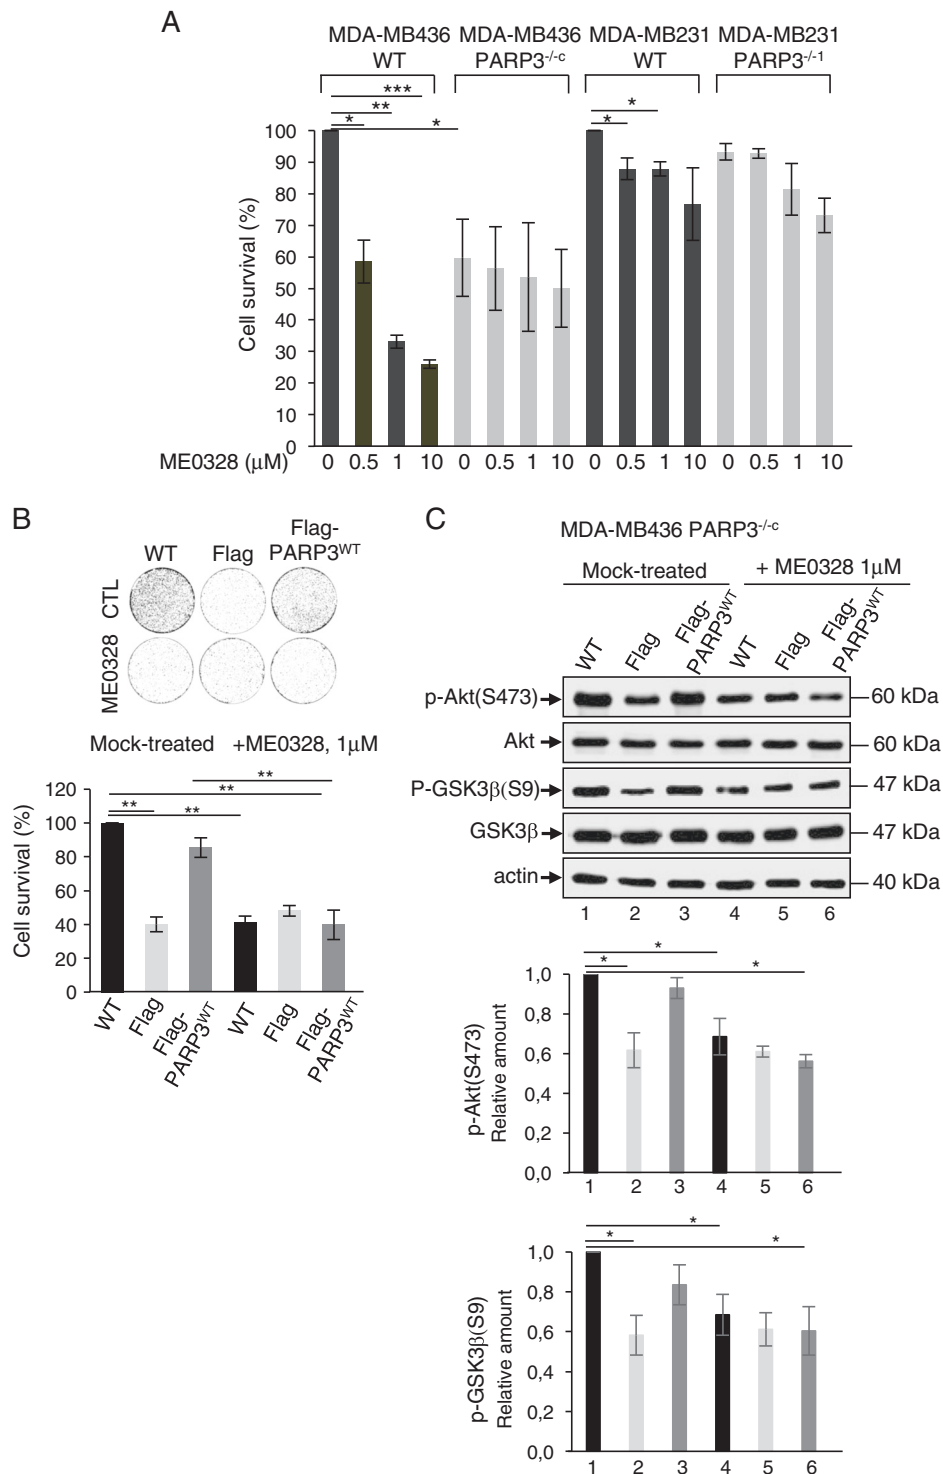 A
MDA-MB436 MDA-MB436 MDA-MB231 MDA-MB231
WT PARP3-/-c WT PARP3-/-1
***
** *
* * *
100
90
80
70
60
50
40
30
20
10
0
Cell survival (%)
ME0328 (μM) 0 0.5 1 10 0 0.5 1 10 0 0.5 1 10 0 0.5 1 10
B
WT Flag Flag-
PARP3WT
CTL
ME0328
Mock-treated +ME0328, 1μM
**
**
** **
120
100
80
60
40
20
0
Cell survival (%)
WT Flag Flag-
PARP3WT WT Flag Flag-
PARP3WT
C
MDA-MB436 PARP3-/-c
Mock-treated + ME0328 1μM
WT Flag Flag-
PARP3WT WT Flag Flag-
PARP3WT
p-Akt(S473) 60 kDa
Akt 60 kDa
P-GSK3β(S9) 47 kDa
GSK3β 47 kDa
actin 40 kDa
1 2 3 4 5 6
*
* *
1,0
0,8
0,6
0,4
0,2
0,0
p-Akt(S473)
Relative amount
1 2 3 4 5 6
*
* *
1,0
0,8
0,6
0,4
0,2
0,0
p-GSK3β(S9)
Relative amount
1 2 3 4 5 6